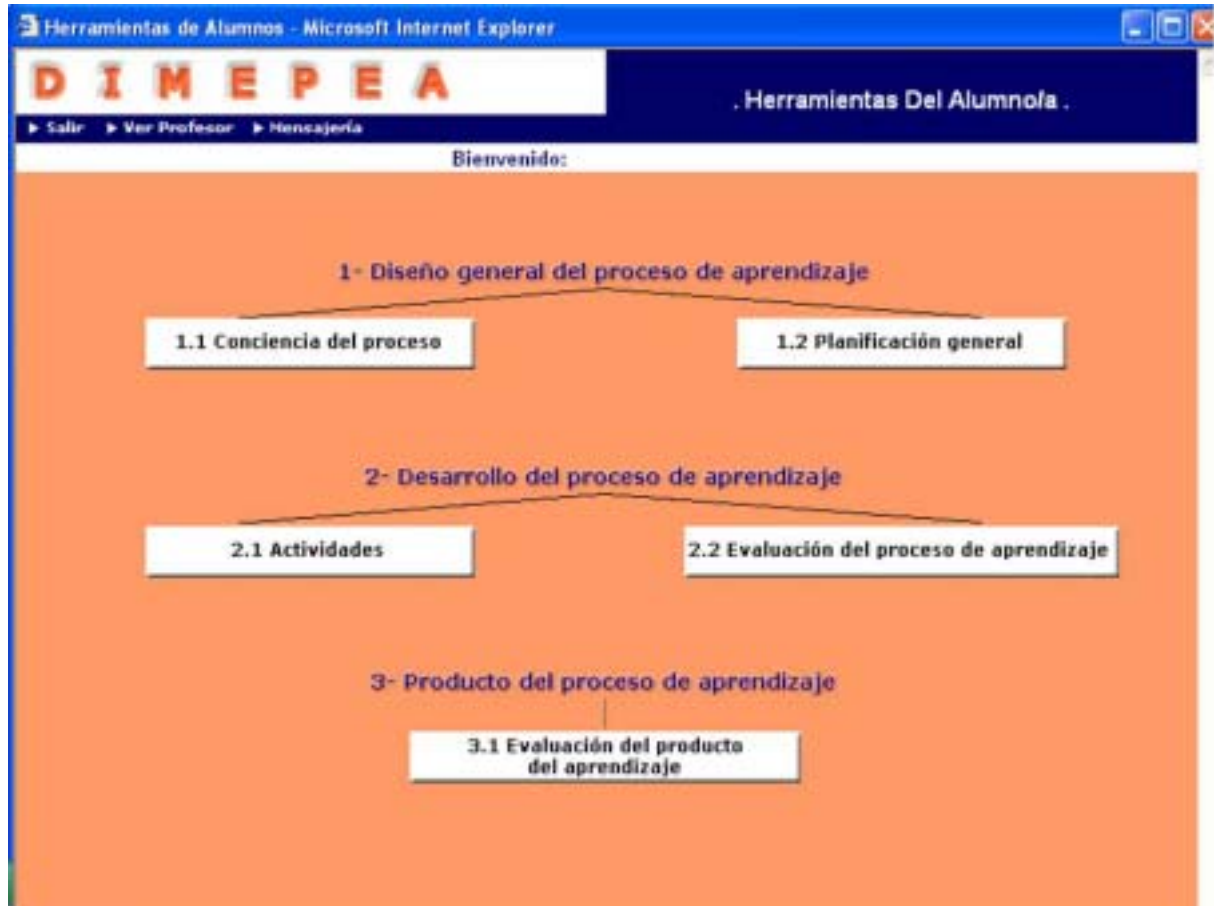 Herramientas de Alumnos - Microsoft Internet Explorer
D I M E P E A
. Herramientas Del Alumno/a .
Salir Ver Profesor Mensajería
Bienvenido:
1- Diseño general del proceso de aprendizaje
1.1 Conciencia del proceso
1.2 Planificación general
2- Desarrollo del proceso de aprendizaje
2.1 Actividades
2.2 Evaluación del proceso de aprendizaje
3- Producto del proceso de aprendizaje
3.1 Evaluación del producto
del aprendizaje